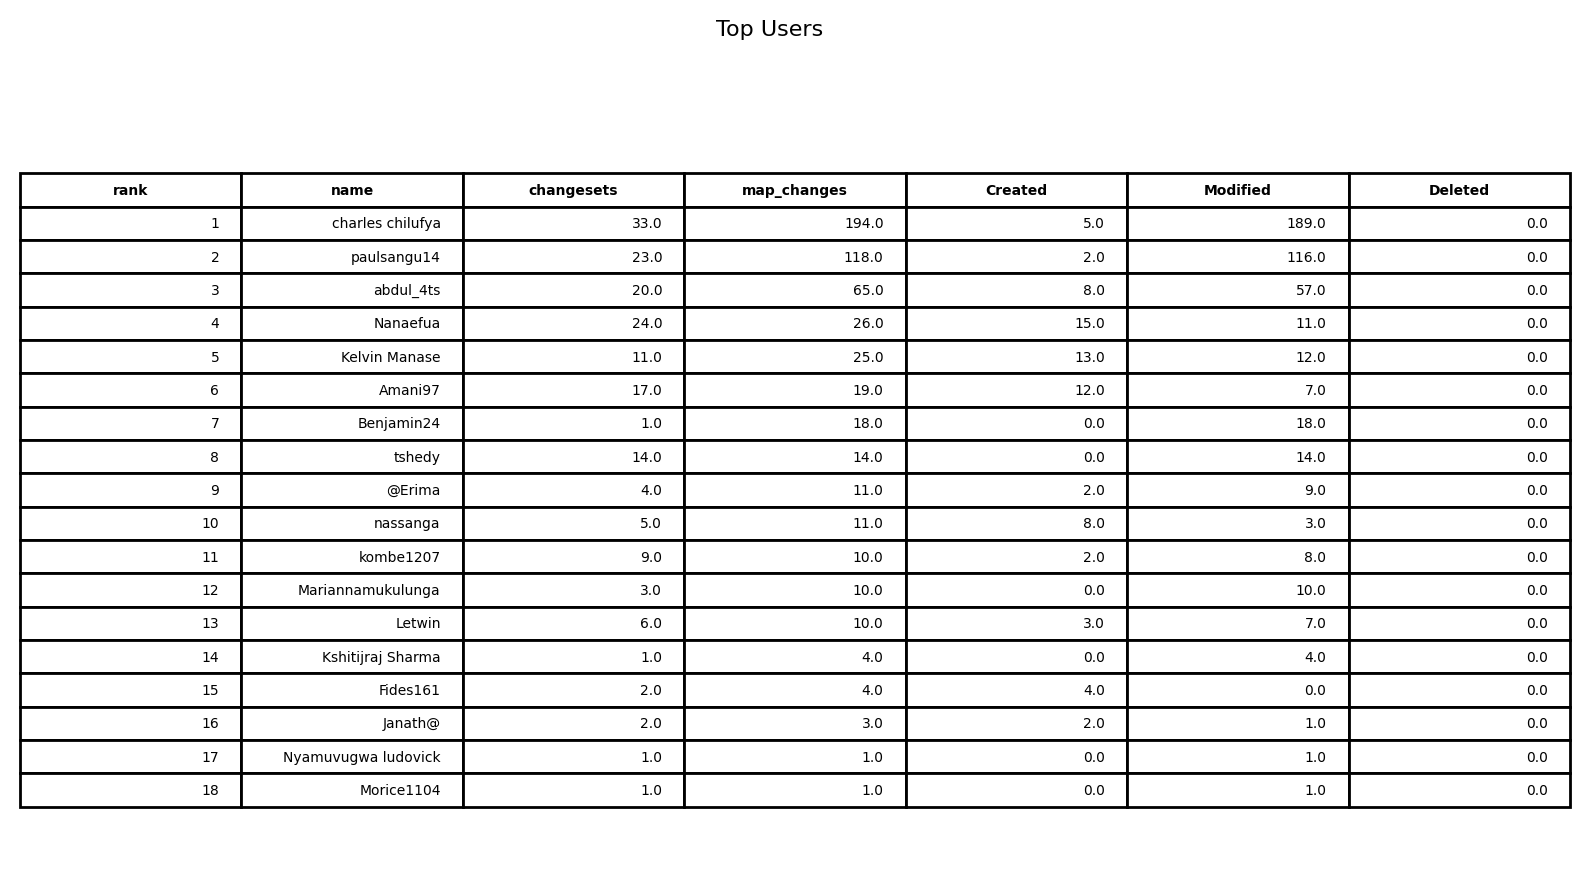 Top Users
rank name changesets map_changes Created Modified Deleted
1 charles chilufya 33.0 194.0 5.0 189.0 0.0
2 paulsangu14 23.0 118.0 2.0 116.0 0.0
3 abdul_4ts 20.0 65.0 8.0 57.0 0.0
4 Nanaefua 24.0 26.0 15.0 11.0 0.0
5 Kelvin Manase 11.0 25.0 13.0 12.0 0.0
6 Amani97 17.0 19.0 12.0 7.0 0.0
7 Benjamin24 1.0 18.0 0.0 18.0 0.0
8 tshedy 14.0 14.0 0.0 14.0 0.0
9 @Erima 4.0 11.0 2.0 9.0 0.0
10 nassanga 5.0 11.0 8.0 3.0 0.0
11 kombe1207 9.0 10.0 2.0 8.0 0.0
12 Mariannamukulunga 3.0 10.0 0.0 10.0 0.0
13 Letwin 6.0 10.0 3.0 7.0 0.0
14 Kshitijraj Sharma 1.0 4.0 0.0 4.0 0.0
15 Fides161 2.0 4.0 4.0 0.0 0.0
16 Janath@ 2.0 3.0 2.0 1.0 0.0
17 Nyamuvugwa ludovick 1.0 1.0 0.0 1.0 0.0
18 Morice1104 1.0 1.0 0.0 1.0 0.0